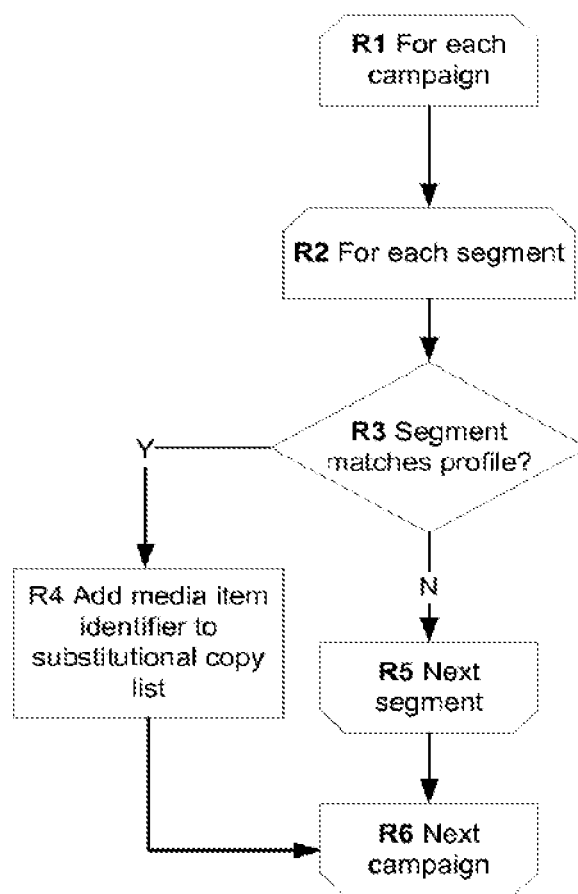 R1 For each
campaign
R2 For each segment
R3 Segment
matches profile?
Y
N
R4 Add media item
identifier to
substitutional copy
list
R5 Next
segment
R6 Next
campaign